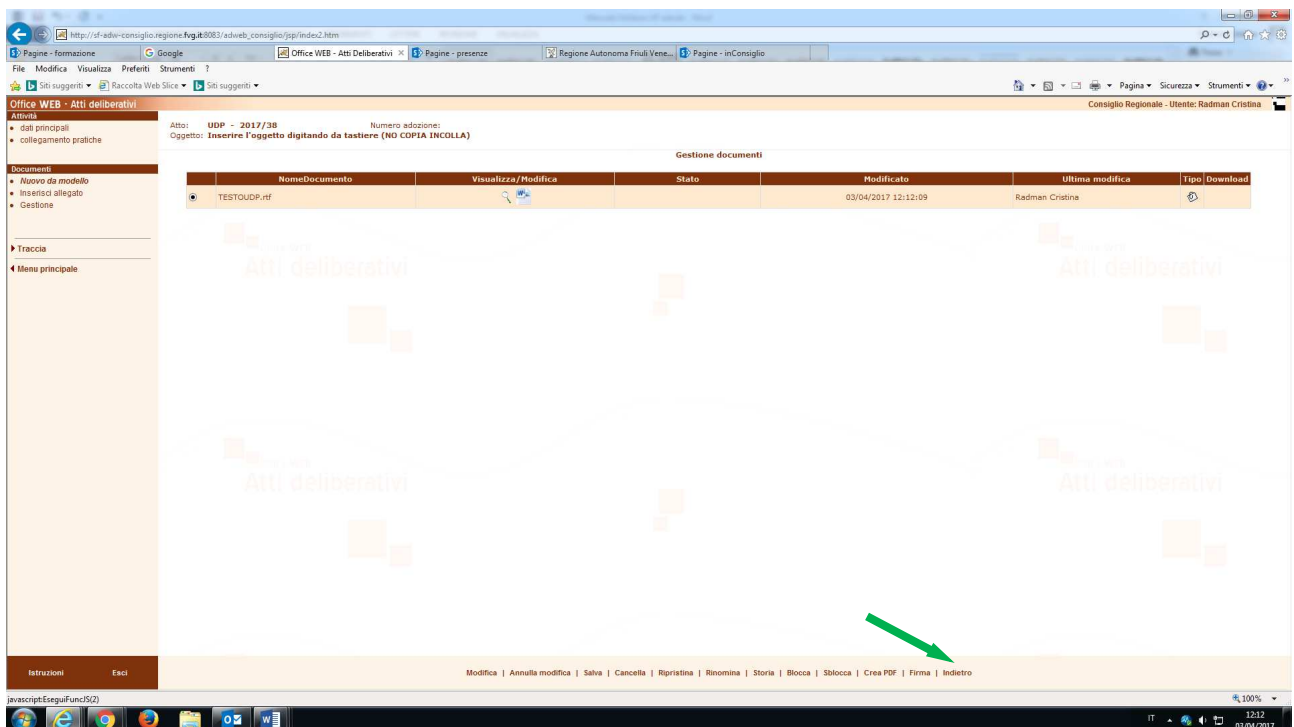 http://sf-adw-consiglio.regione.fvg.it:8083/adweb_consiglio/jsp/index2.htm
Pagine - formazione Google Office WEB - Atti Deliberativi × Pagine - presenze Regione Autonoma Friuli Vene... Pagine - inConsiglio
File Modifica Visualizza Preferiti Strumenti ?
Siti suggeriti Raccolta Web Slice Siti suggeriti Pagina Sicurezza Strumenti
Office WEB - Atti deliberativi Consiglio Regionale - Utente: Radman Cristina
Attività
dati principali
collegamento pratiche
Atto: UDP - 2017/38 Numero adozione:
Oggetto: Inserire l'oggetto digitando da tastiere (NO COPIA INCOLLA)
Gestione documenti
Documenti
Nuovo da modello
Inserisci allegato
Gestione
NomeDocumento Visualizza/Modifica Stato Modificato Ultima modifica Tipo Download
TESTOUDP.rtf 03/04/2017 12:12:09 Radman Cristina
Traccia
Menu principale
Atti deliberativi Atti deliberativi
Atti deliberativi Atti deliberativi
Istruzioni Esci
Modifica | Annulla modifica | Salva | Cancella | Ripristina | Rinomina | Storia | Blocca | Sblocca | Crea PDF | Firma | Indietro
javascript:EseguiFuncJS(2) 100%
IT 12:12
03/04/2017